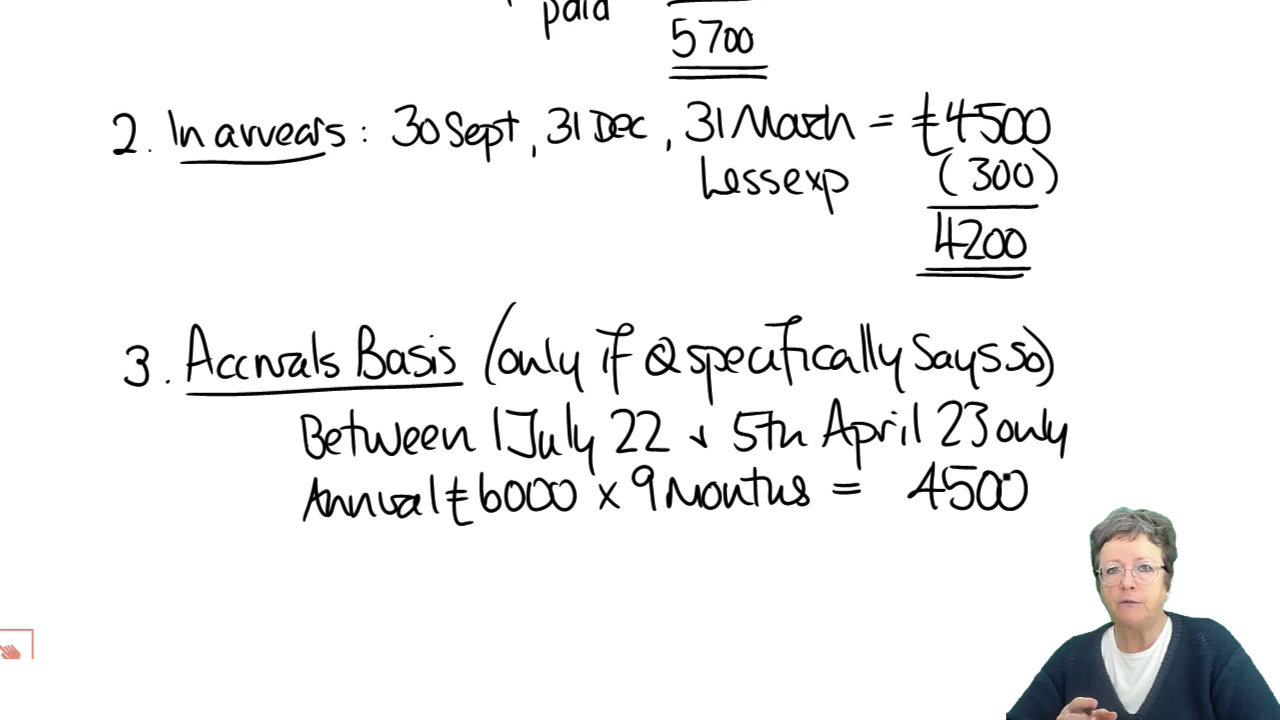 paid
5700
2. In arrears: 30 Sept, 31 Dec, 31 March = £4500
Less exp (300)
4200
3. Accruals Basis (only if Q specifically says so)
Between 1 July 22 & 5th April 23 only
Annual £6000 x 9 months = 4500